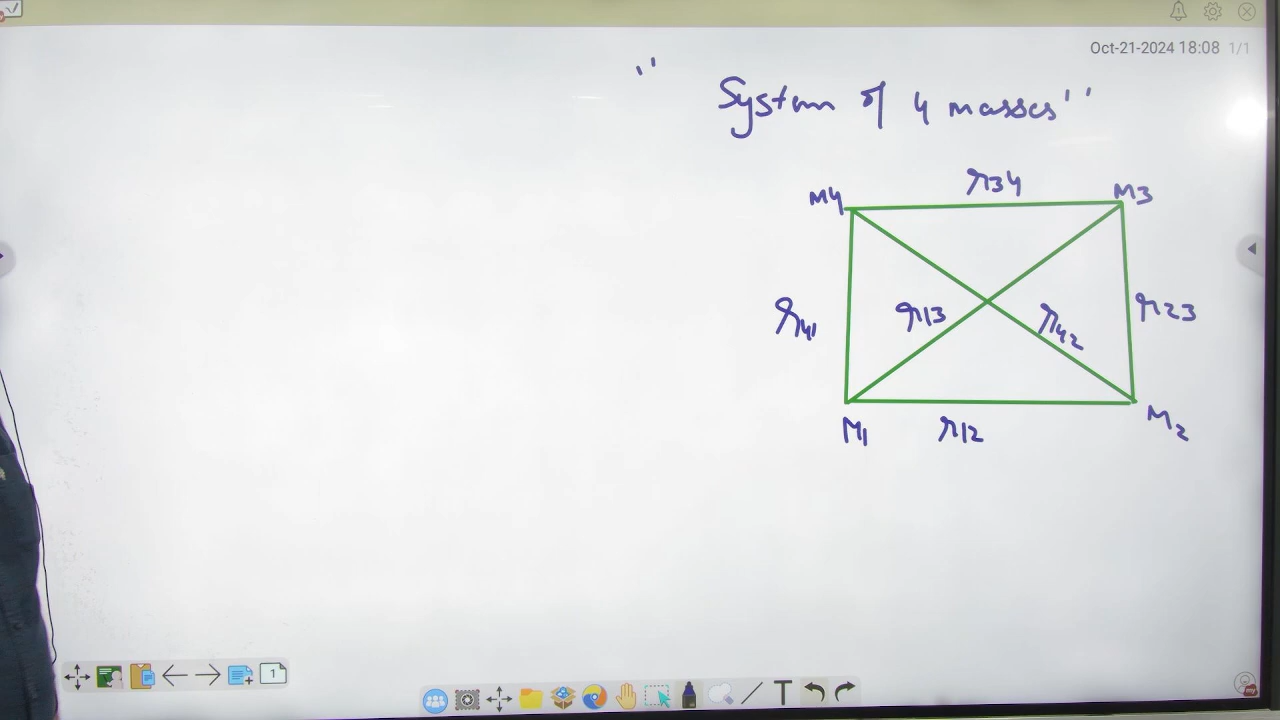 Oct-21-2024 18:08 1/1
" System of 4 masses"
r34
M4 M3
r41 r13 r42 r23
M1 r12 M2
1
T